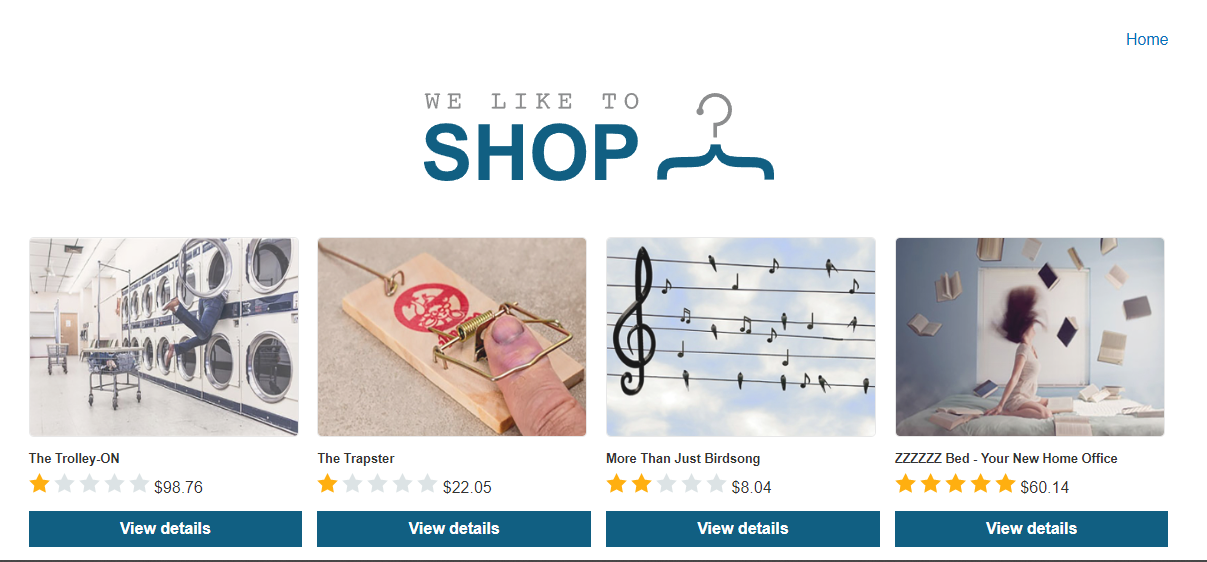 Home
WE LIKE TO
SHOP
The Trolley-ON
$98.76
View details
The Trapster
$22.05
View details
More Than Just Birdsong
$8.04
View details
ZZZZZZ Bed - Your New Home Office
$60.14
View details